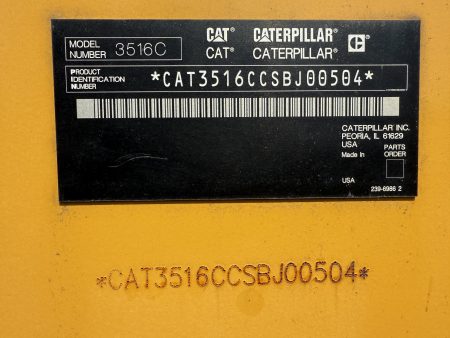 MODEL NUMBER 3516C
CAT CATERPILLAR C
CAT® CATERPILLAR®
PRODUCT IDENTIFICATION NUMBER *CAT3516CCSBJ00504*
CATERPILLAR INC.
PEORIA, IL 61629
USA
Made in
PARTS ORDER
USA
239-6986 2
*CAT3516CCSBJ00504*